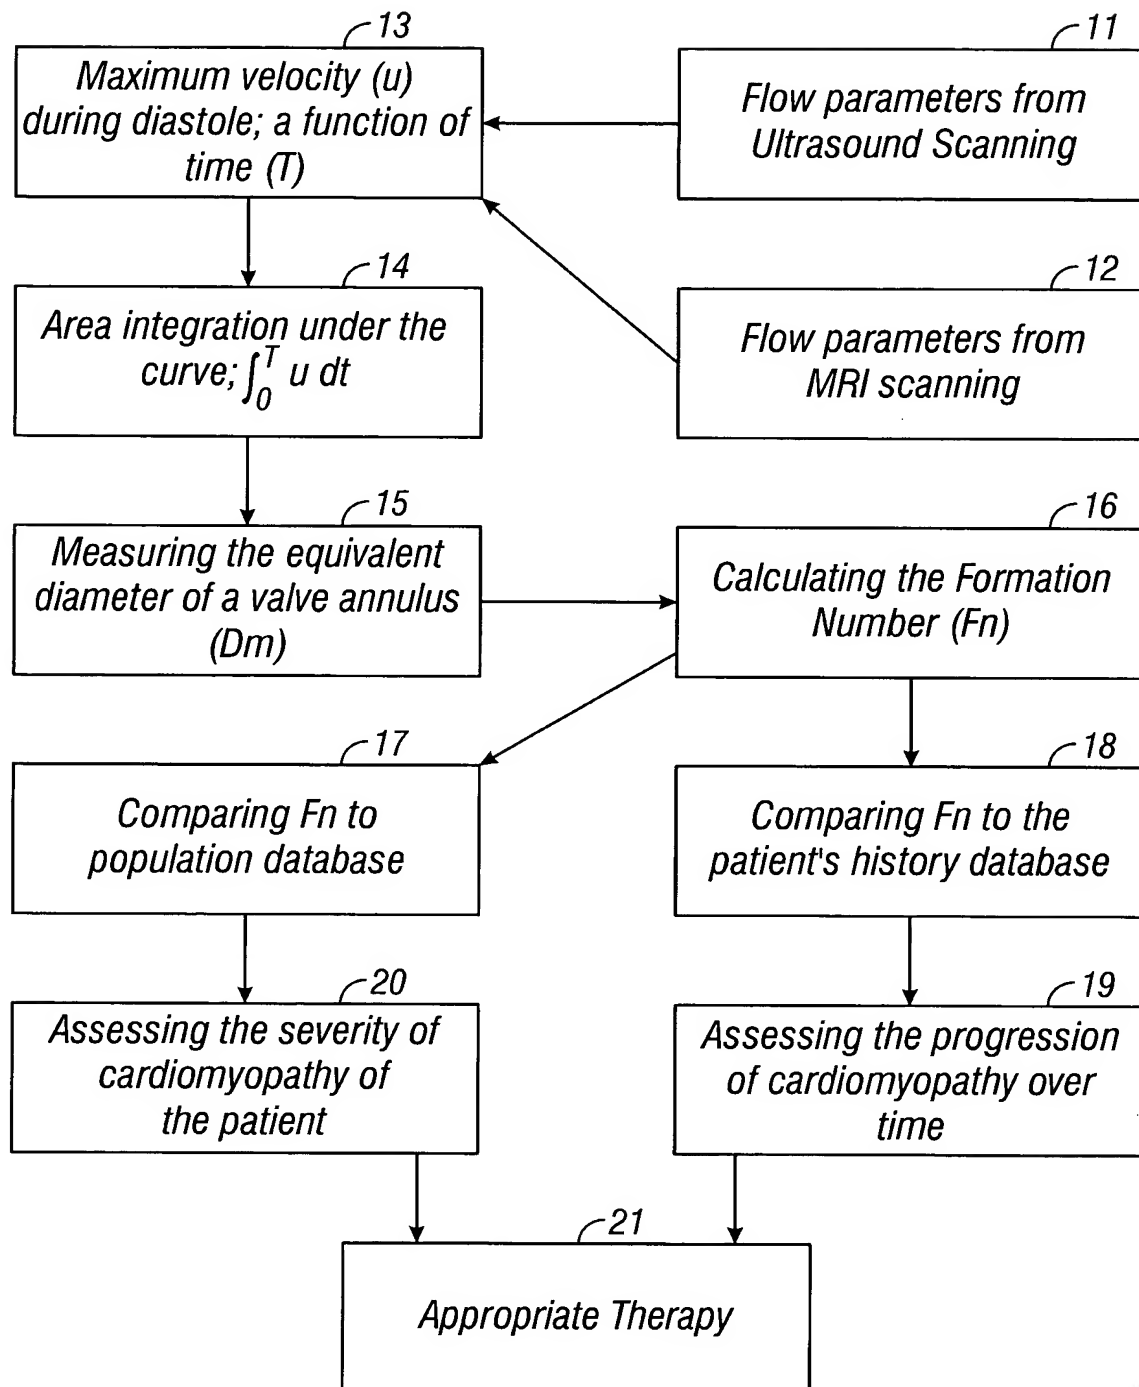 13
Maximum velocity (u)
during diastole; a function of
time (T)
11
Flow parameters from
Ultrasound Scanning
14
Area integration under the
curve; ∫₀ᵀ u dt
12
Flow parameters from
MRI scanning
15
Measuring the equivalent
diameter of a valve annulus
(Dm)
16
Calculating the Formation
Number (Fn)
17
Comparing Fn to
population database
18
Comparing Fn to the
patient's history database
20
Assessing the severity of
cardiomyopathy of
the patient
19
Assessing the progression
of cardiomyopathy over
time
21
Appropriate Therapy